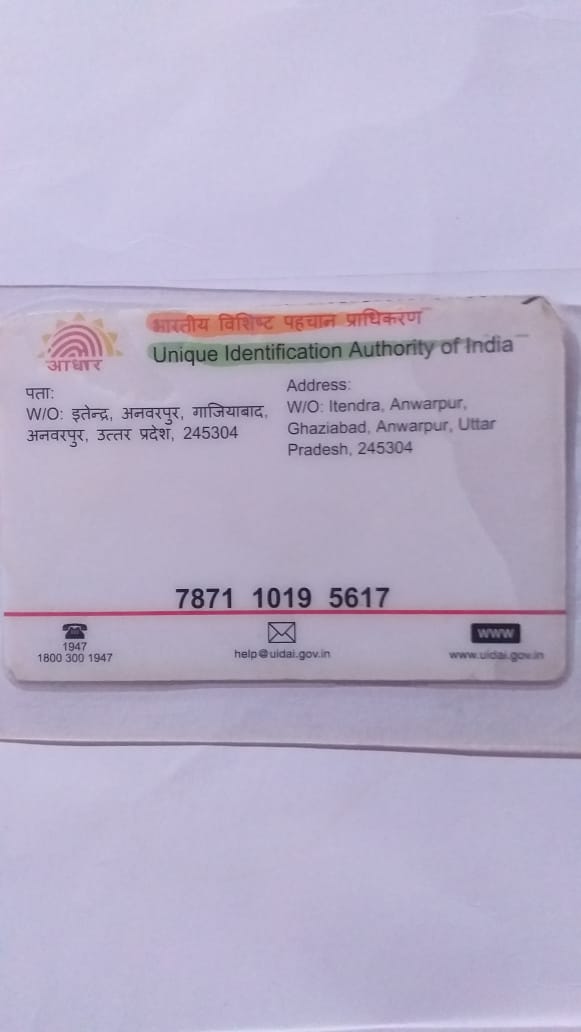 भारतीय विशिष्ट पहचान प्राधिकरण
Unique Identification Authority of India
आधार
पता:
W/O: इतेन्द्र, अनवरपुर, गाजियाबाद,
अनवरपुर, उत्तर प्रदेश, 245304
Address:
W/O: Itendra, Anwarpur,
Ghaziabad, Anwarpur, Uttar
Pradesh, 245304
7871 1019 5617
1947
1800 300 1947
help@uidai.gov.in
WWW
www.uidai.gov.in